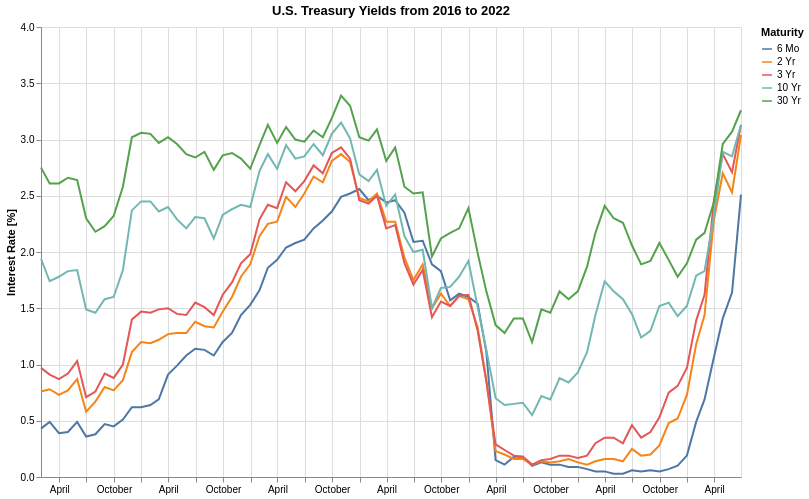 U.S. Treasury Yields from 2016 to 2022
Interest Rate [%]
4.0
3.5
3.0
2.5
2.0
1.5
1.0
0.5
0.0
April October April October April October April October April October April October April
Maturity
6 Mo
2 Yr
3 Yr
10 Yr
30 Yr